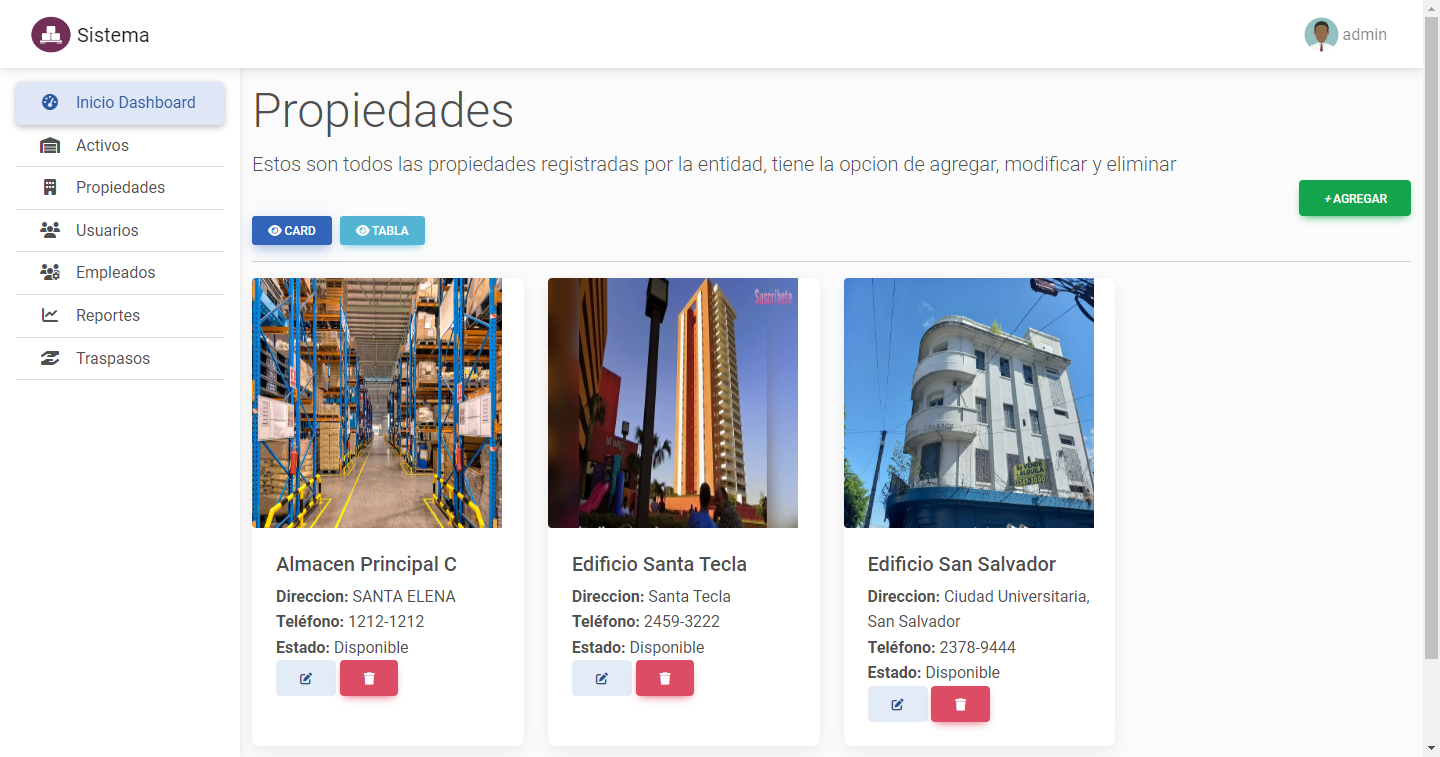 Sistema
admin
Inicio Dashboard
Activos
Propiedades
Usuarios
Empleados
Reportes
Traspasos
Propiedades
Estos son todos las propiedades registradas por la entidad, tiene la opcion de agregar, modificar y eliminar
+ AGREGAR
CARD
TABLA
Suscribete
SE VENDE
ALQUILA
Almacen Principal C
Direccion: SANTA ELENA
Teléfono: 1212-1212
Estado: Disponible
Edificio Santa Tecla
Direccion: Santa Tecla
Teléfono: 2459-3222
Estado: Disponible
Edificio San Salvador
Direccion: Ciudad Universitaria,
San Salvador
Teléfono: 2378-9444
Estado: Disponible